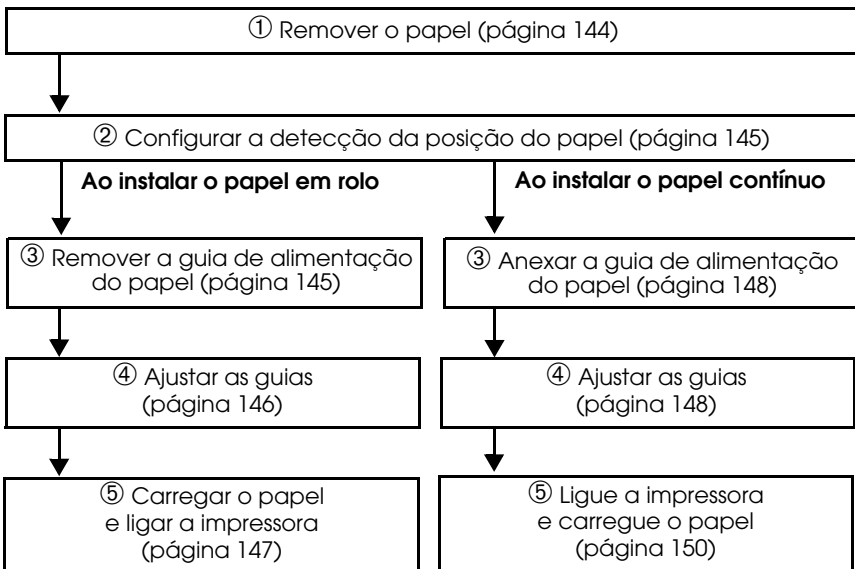 ① Remover o papel (página 144)
② Configurar a detecção da posição do papel (página 145)
Ao instalar o papel em rolo
③ Remover a guia de alimentação
do papel (página 145)
④ Ajustar as guias
(página 146)
⑤ Carregar o papel
e ligar a impressora
(página 147)
Ao instalar o papel contínuo
③ Anexar a guia de alimentação
do papel (página 148)
④ Ajustar as guias
(página 148)
⑤ Ligue a impressora
e carregue o papel
(página 150)